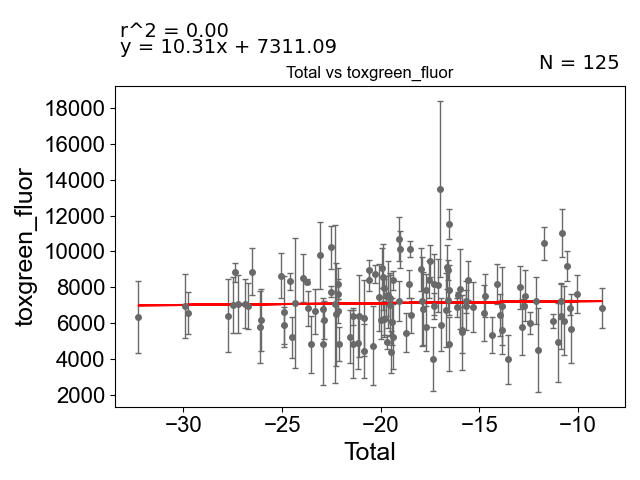 r^2 = 0.00
y = 10.31x + 7311.09
N = 125
Total vs toxgreen_fluor
18000
16000
14000
12000
10000
8000
6000
4000
2000
toxgreen_fluor
−30 −25 −20 −15 −10
Total